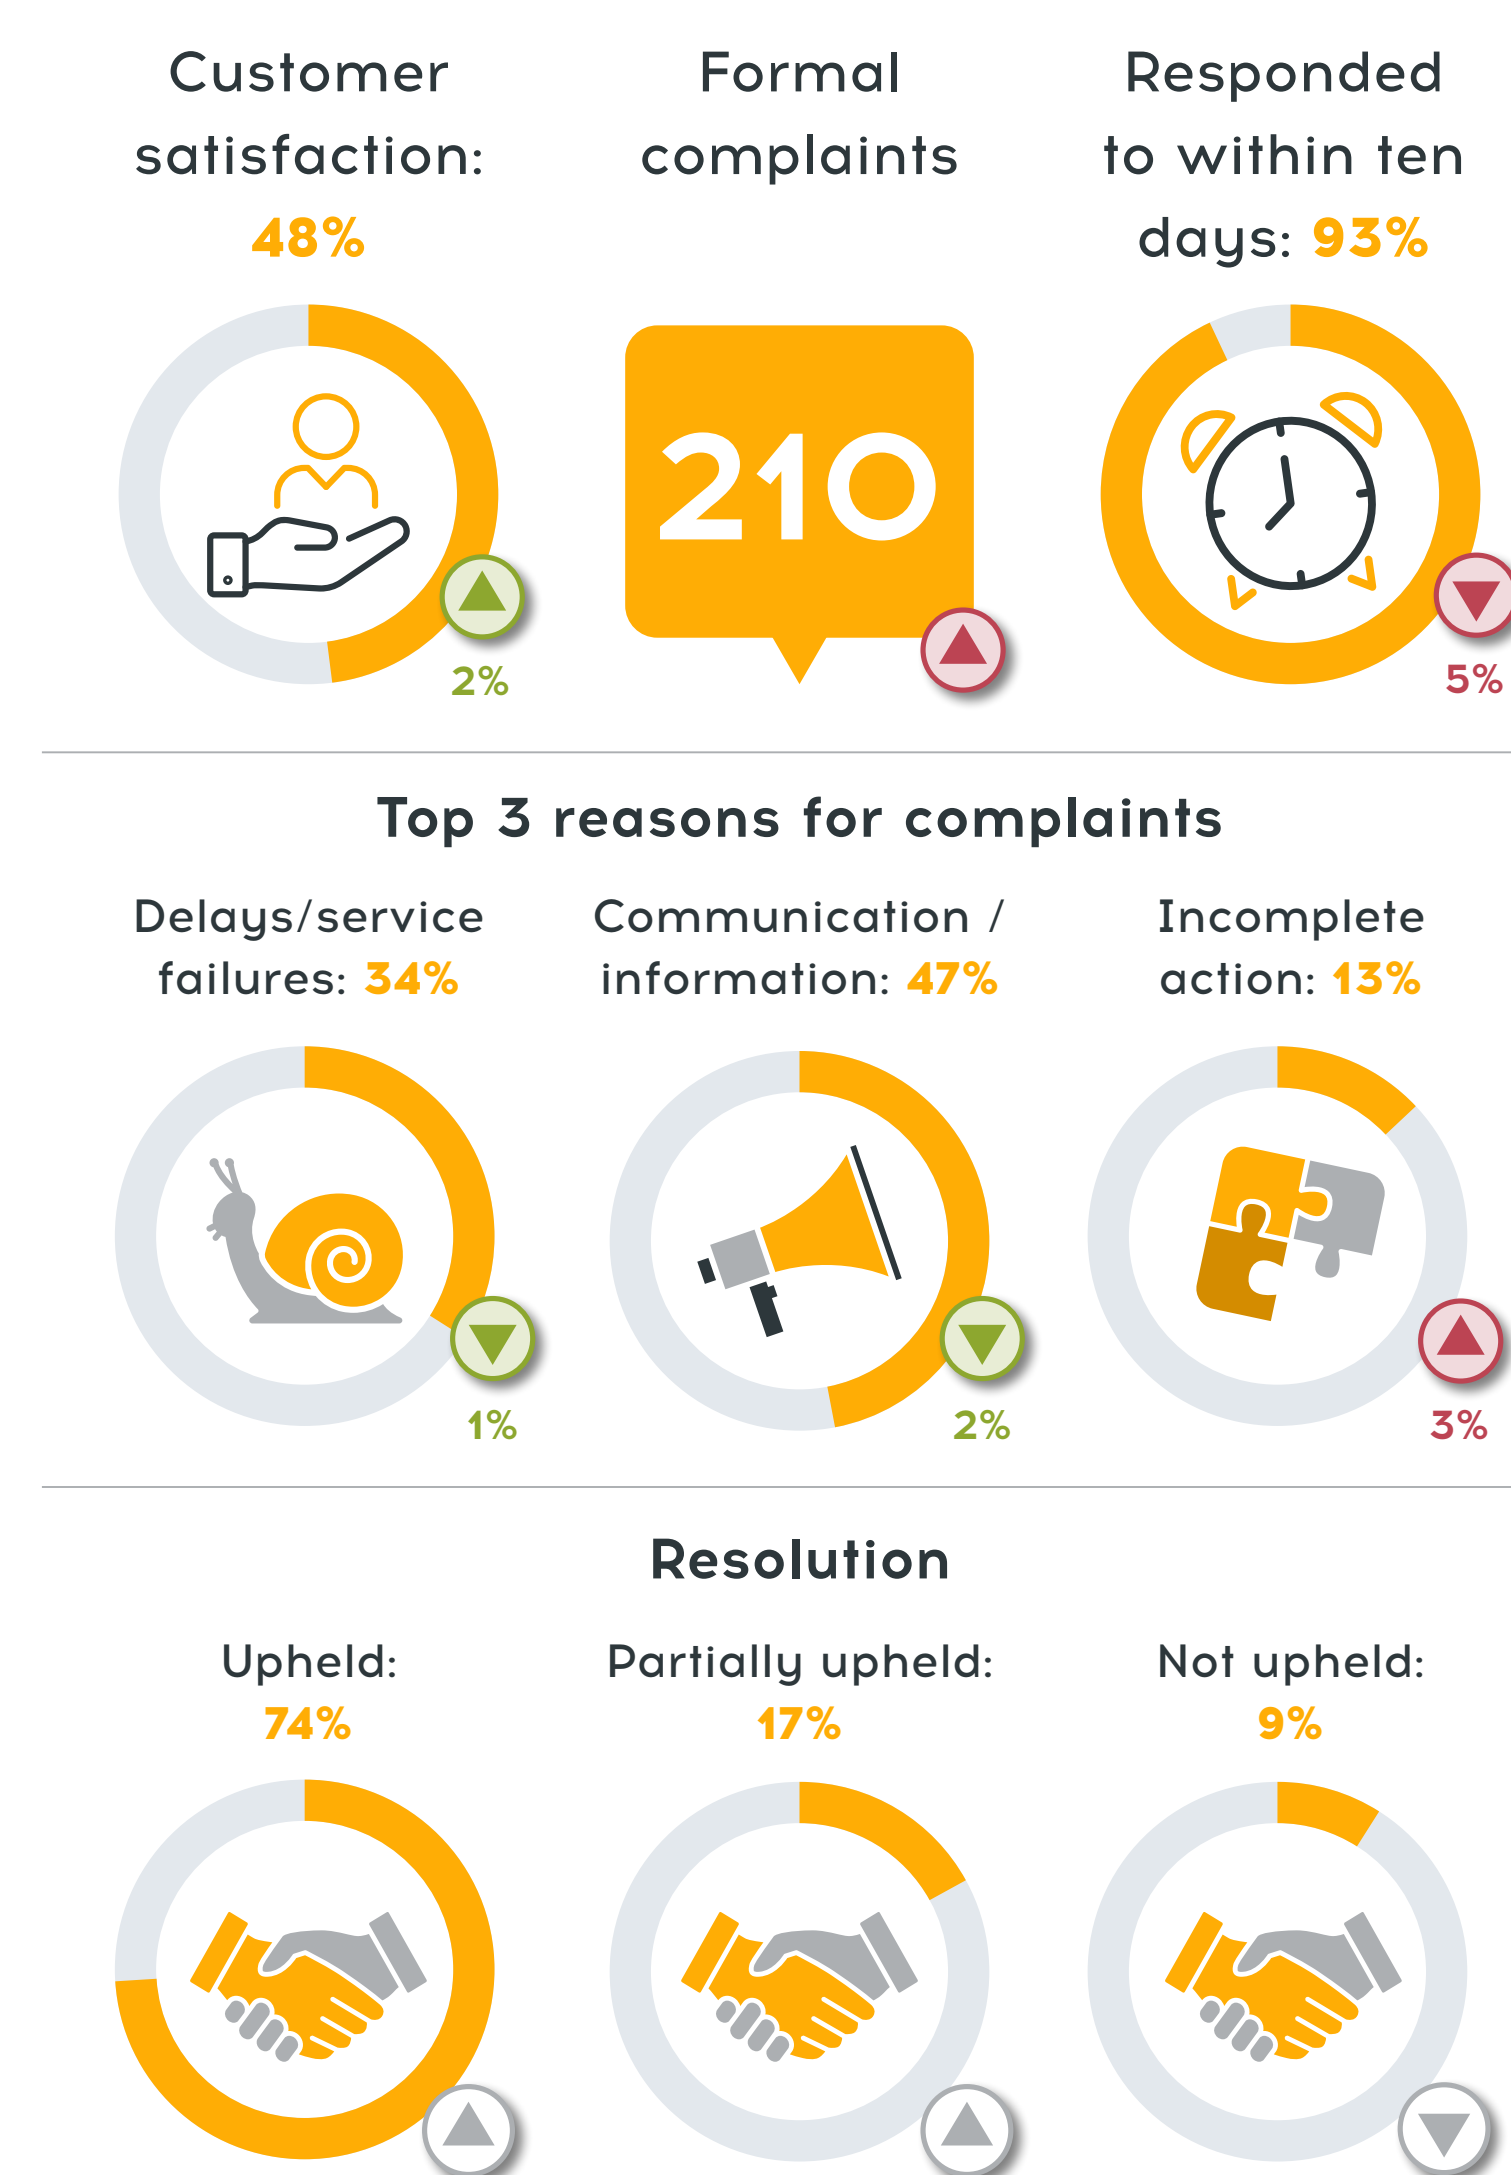 Customer
satisfaction:
48%
2%
Formal
complaints
210
Responded
to within ten
days: 93%
5%
Top 3 reasons for complaints
Delays/service
failures: 34%
1%
Communication /
information: 47%
2%
Incomplete
action: 13%
3%
Resolution
Upheld:
74%
Partially upheld:
17%
Not upheld:
9%